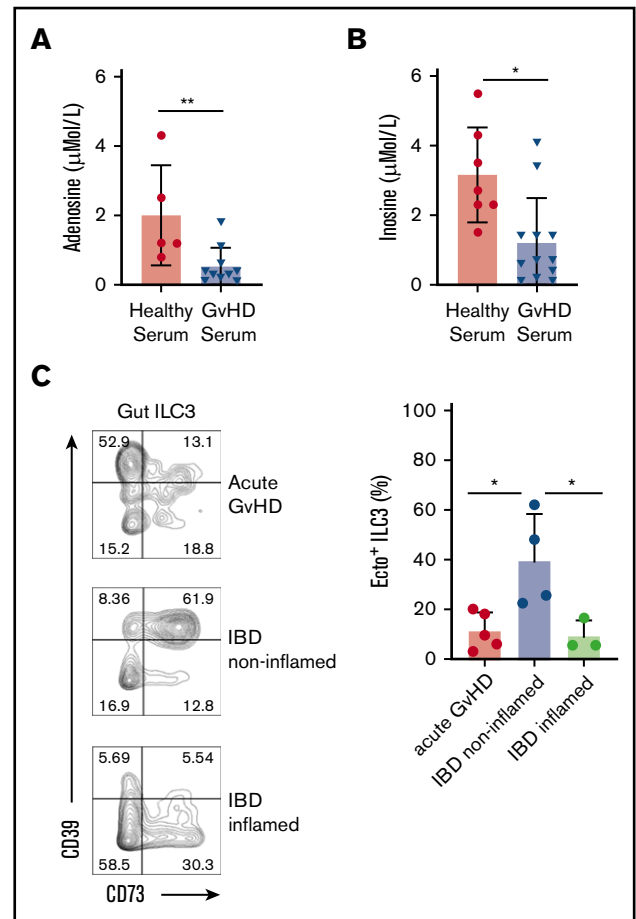 A
Adenosine (μMol/L)
6
4
2
0
**
Healthy
Serum
GvHD
Serum
B
Inosine (μMol/L)
6
4
2
0
*
Healthy
Serum
GvHD
Serum
C
Gut ILC3
52.9 13.1
15.2 18.8
Acute
GvHD
8.36 61.9
16.9 12.8
IBD
non-inflamed
5.69 5.54
58.5 30.3
IBD
inflamed
CD39
CD73
Ecto⁺ ILC3 (%)
100
80
60
40
20
0
* *
acute GvHD
IBD non-inflamed
IBD inflamed